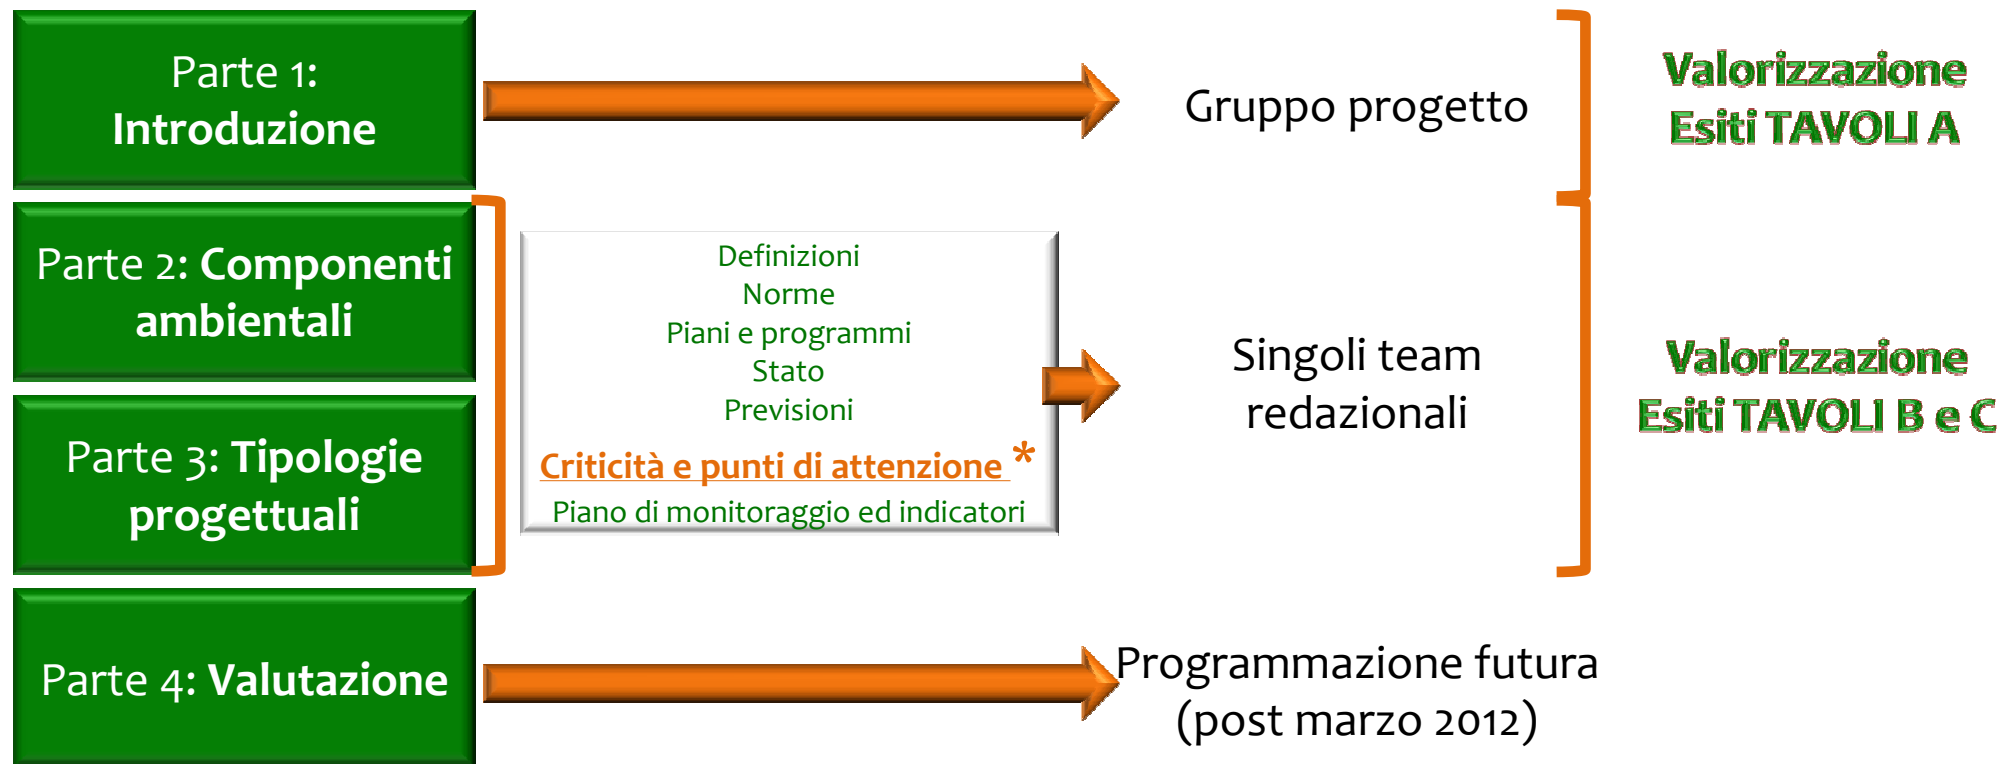 Parte 1:
Introduzione
Gruppo progetto
Valorizzazione
Esiti TAVOLI A
Parte 2: Componenti
ambientali
Parte 3: Tipologie
progettuali
Definizioni
Norme
Piani e programmi
Stato
Previsioni
Criticità e punti di attenzione *
Piano di monitoraggio ed indicatori
Singoli team
redazionali
Valorizzazione
Esiti TAVOLI B e C
Parte 4: Valutazione
Programmazione futura
(post marzo 2012)